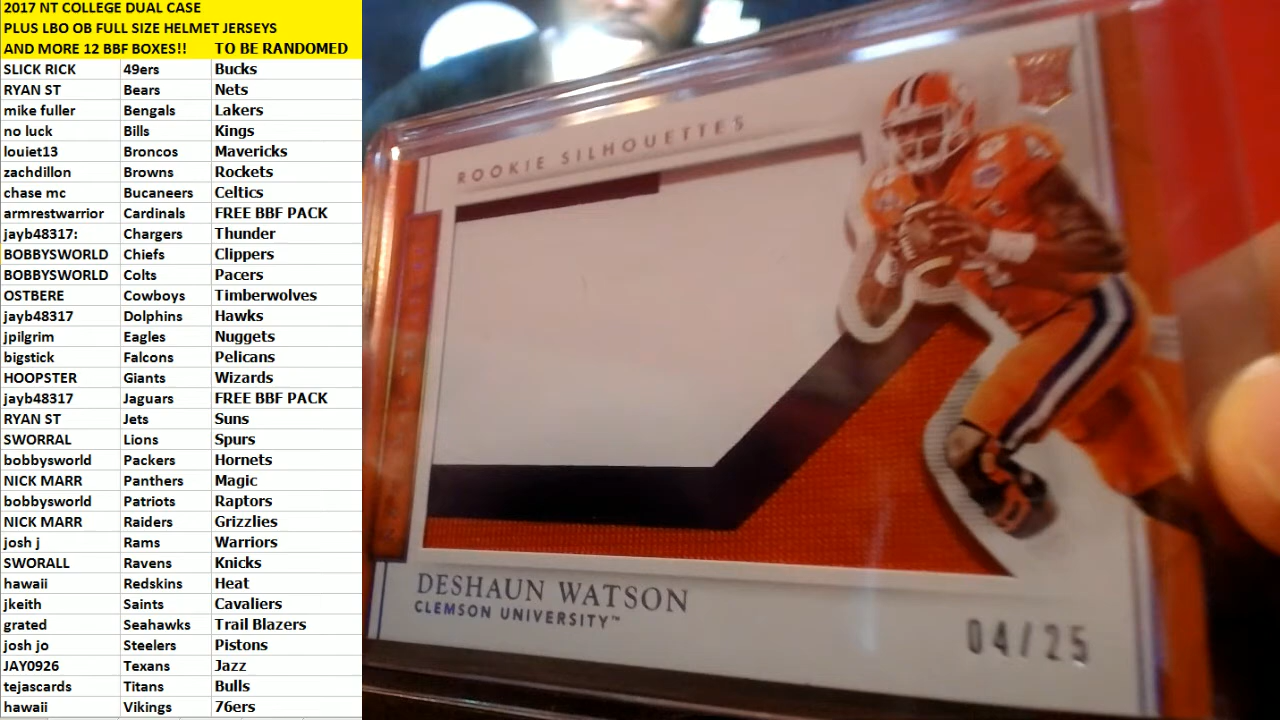 2017 NT COLLEGE DUAL CASE
PLUS LBO OB FULL SIZE HELMET JERSEYS
AND MORE 12 BBF BOXES!! TO BE RANDOMED
SLICK RICK 49ers Bucks
RYAN ST Bears Nets
mike fuller Bengals Lakers
no luck Bills Kings
louiet13 Broncos Mavericks
zachdillon Browns Rockets
chase mc Bucaneers Celtics
armrestwarrior Cardinals FREE BBF PACK
jayb48317: Chargers Thunder
BOBBYSWORLD Chiefs Clippers
BOBBYSWORLD Colts Pacers
OSTBERE Cowboys Timberwolves
jayb48317 Dolphins Hawks
jpilgrim Eagles Nuggets
bigstick Falcons Pelicans
HOOPSTER Giants Wizards
jayb48317 Jaguars FREE BBF PACK
RYAN ST Jets Suns
SWORRAL Lions Spurs
bobbysworld Packers Hornets
NICK MARR Panthers Magic
bobbysworld Patriots Raptors
NICK MARR Raiders Grizzlies
josh j Rams Warriors
SWORALL Ravens Knicks
hawaii Redskins Heat
jkeith Saints Cavaliers
grated Seahawks Trail Blazers
josh jo Steelers Pistons
JAY0926 Texans Jazz
tejascards Titans Bulls
hawaii Vikings 76ers
ROOKIE SILHOUETTES
DESHAUN WATSON
CLEMSON UNIVERSITY™
04/25